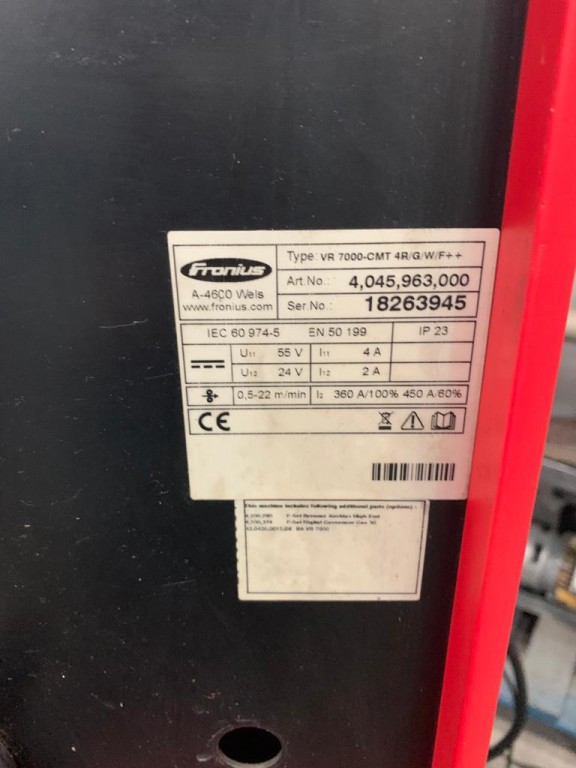 Fronius
A-4600 Wels
www.fronius.com
Type: VR 7000-CMT 4R/G/W/F++
Art.No.: 4,045,963,000
Ser.No.: 18263945
IEC 60 974-5 EN 50 199 IP 23
U11 55 V I11 4 A
U12 24 V I12 2 A
0,5-22 m/min I2 360 A/100% 450 A/60%
CE
This machine includes following additional parts (options) :